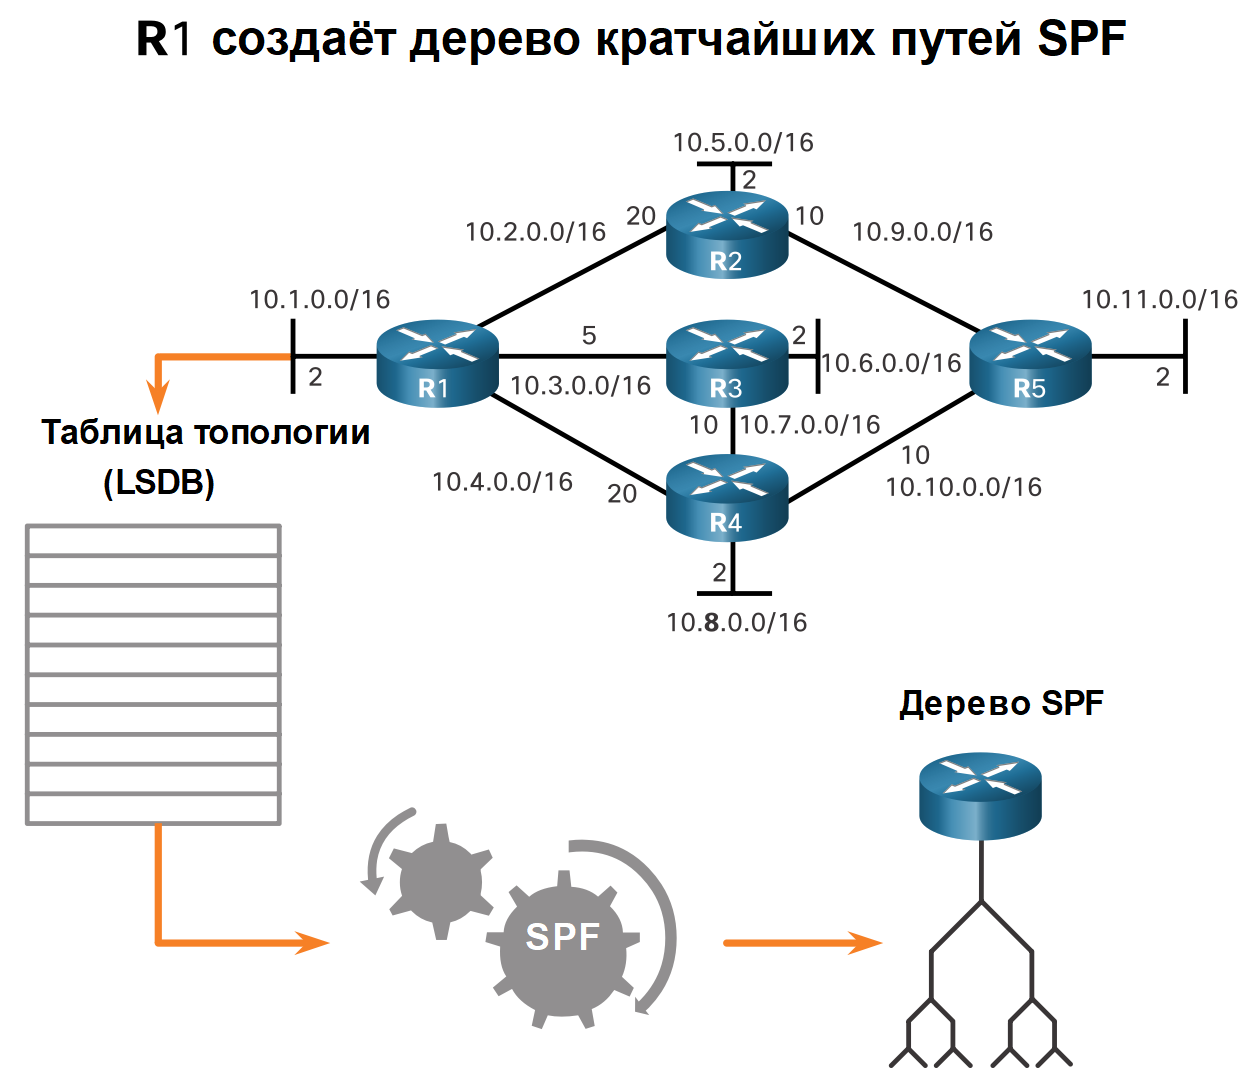 R1 создаёт дерево кратчайших путей SPF
10.5.0.0/16
2
20
10
10.2.0.0/16
10.9.0.0/16
R2
10.1.0.0/16
10.11.0.0/16
5
2
10.6.0.0/16
2
R1
10.3.0.0/16
R3
R5
2
Таблица топологии
(LSDB)
10
10.7.0.0/16
10
10.4.0.0/16
20
10.10.0.0/16
R4
2
10.8.0.0/16
Дерево SPF
SPF